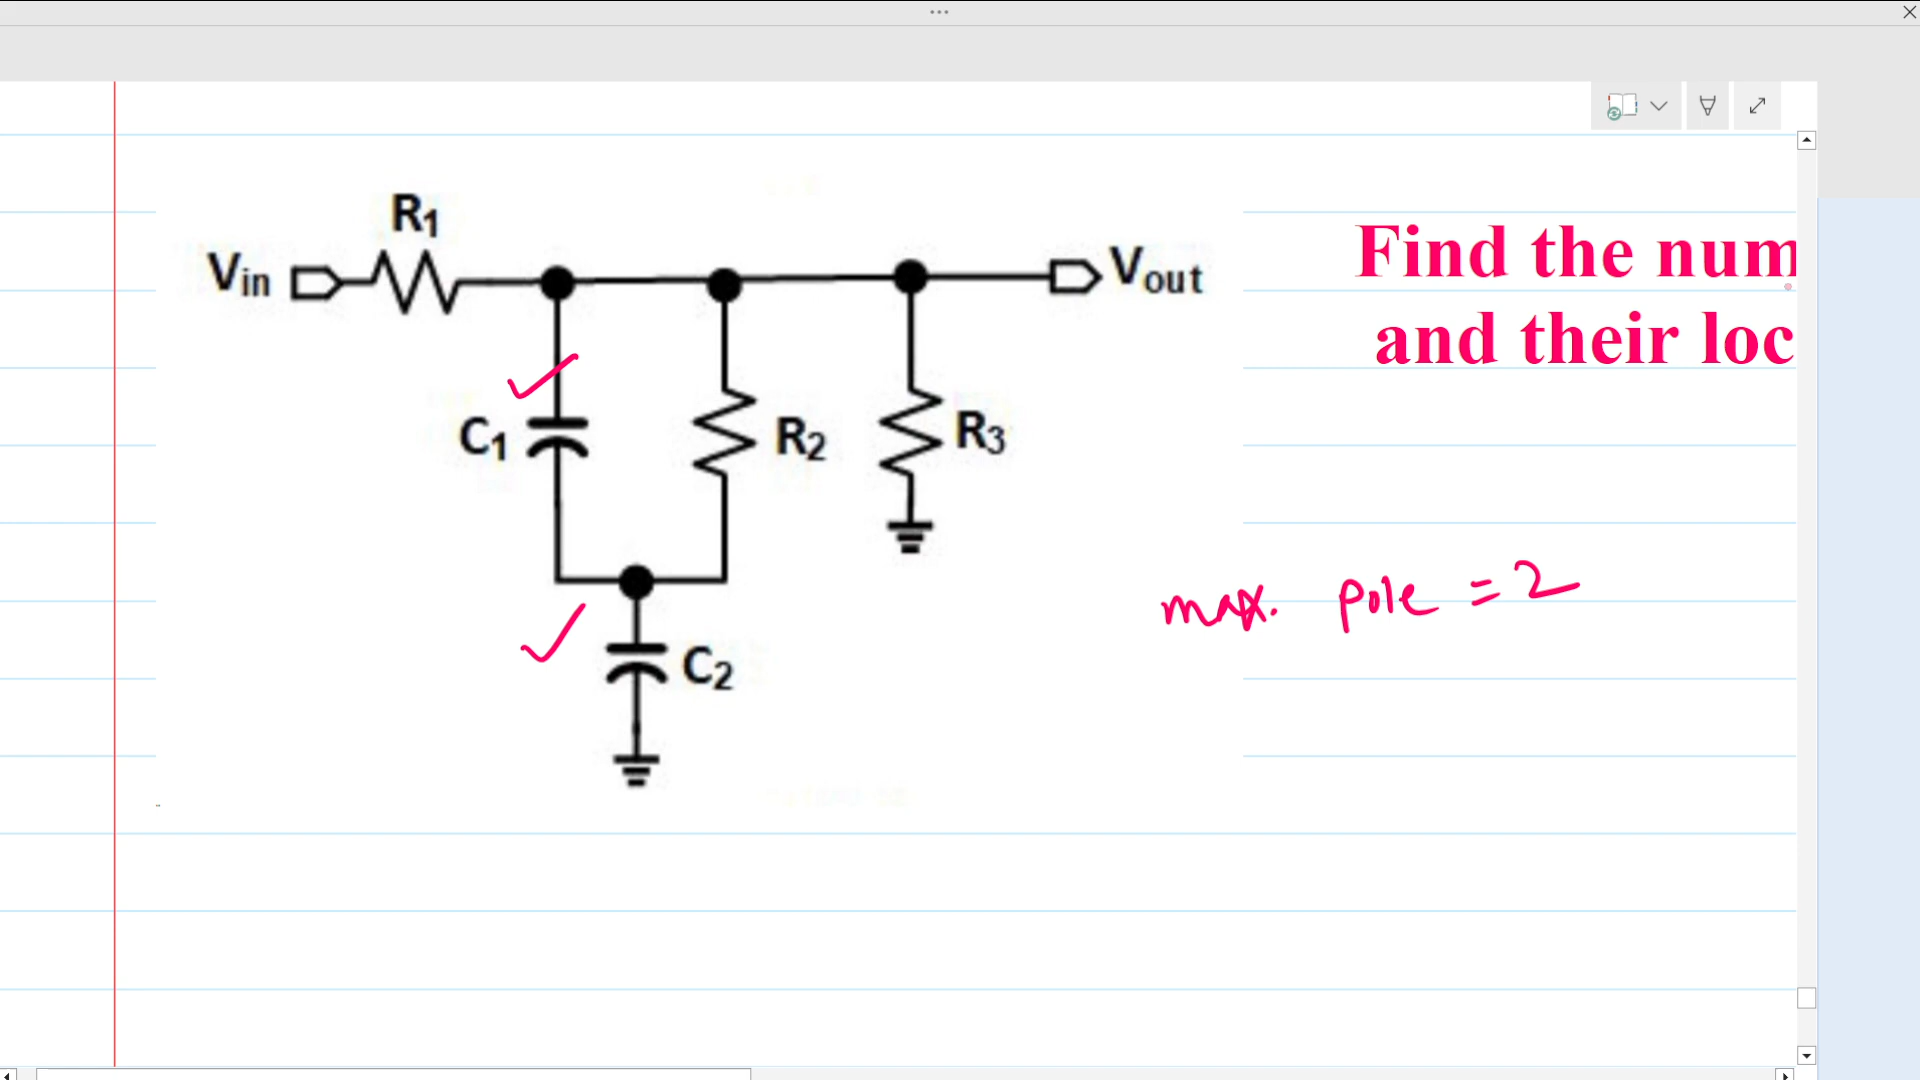 R1
Vin
Vout
Find the num
and their loc
C1
R2
R3
max. pole = 2
C2